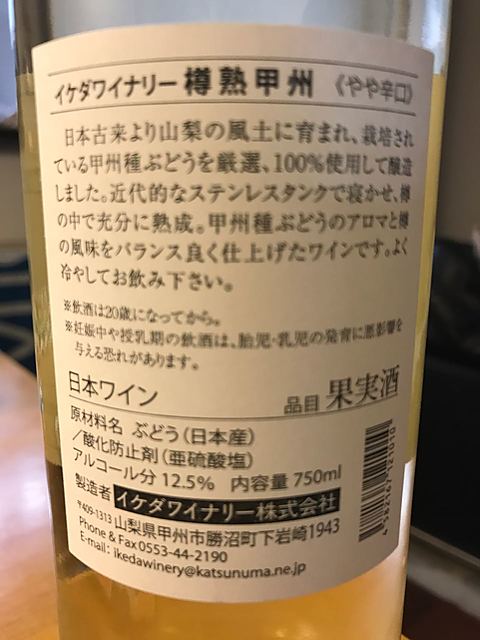 イケダワイナリー 樽熟甲州 《やや辛口》
日本古来より山梨の風土に育まれ、栽培され
ている甲州種ぶどうを厳選、100%使用して醸造
しました。近代的なステンレスタンクで寝かせ、樽
の中で充分に熟成。甲州種ぶどうのアロマと樽
の風味をバランス良く仕上げたワインです。よく
冷やしてお飲み下さい。
※飲酒は20歳になってから。
※妊娠中や授乳期の飲酒は、胎児・乳児の発育に悪影響を
与える恐れがあります。
日本ワイン 品目 果実酒
原材料名 ぶどう(日本産)
/酸化防止剤(亜硫酸塩)
アルコール分 12.5% 内容量 750ml
製造者 イケダワイナリー株式会社
〒409-1313 山梨県甲州市勝沼町下岩崎1943
Phone & Fax 0553-44-2190
E-mail: ikedawinery@katsunuma.ne.jp